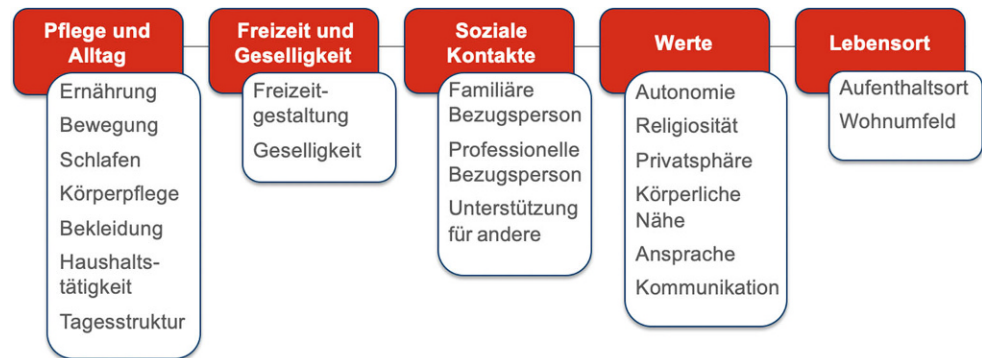 Pflege und
Alltag
Ernährung
Bewegung
Schlafen
Körperpflege
Bekleidung
Haushalts-
tätigkeit
Tagesstruktur
Freizeit und
Geselligkeit
Freizeit-
gestaltung
Geselligkeit
Soziale
Kontakte
Familiäre
Bezugsperson
Professionelle
Bezugsperson
Unterstützung
für andere
Werte
Autonomie
Religiosität
Privatsphäre
Körperliche
Nähe
Ansprache
Kommunikation
Lebensort
Aufenthaltsort
Wohnumfeld